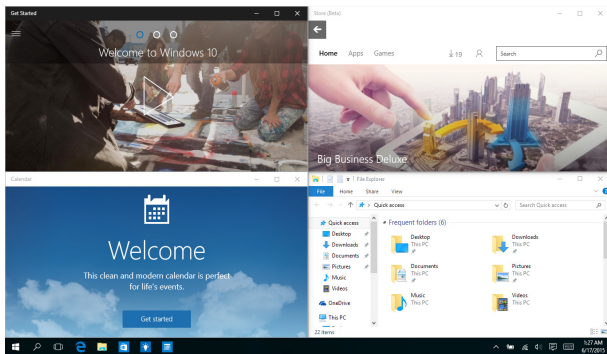 Get Started
Welcome to Windows 10
Store (Beta)
Home Apps Games
19
Search
Big Business Deluxe
Calendar
Welcome
This clean and modern calendar is perfect
for life's events.
Get started
File Explorer
File Home Share View
Quick access
Search Quick access
Quick access
Desktop
Downloads
Documents
Pictures
Music
Videos
OneDrive
This PC
Frequent folders (6)
Desktop
This PC
Downloads
This PC
Documents
This PC
Pictures
This PC
Music
This PC
Videos
This PC
22 items
1:27 AM
6/17/2015